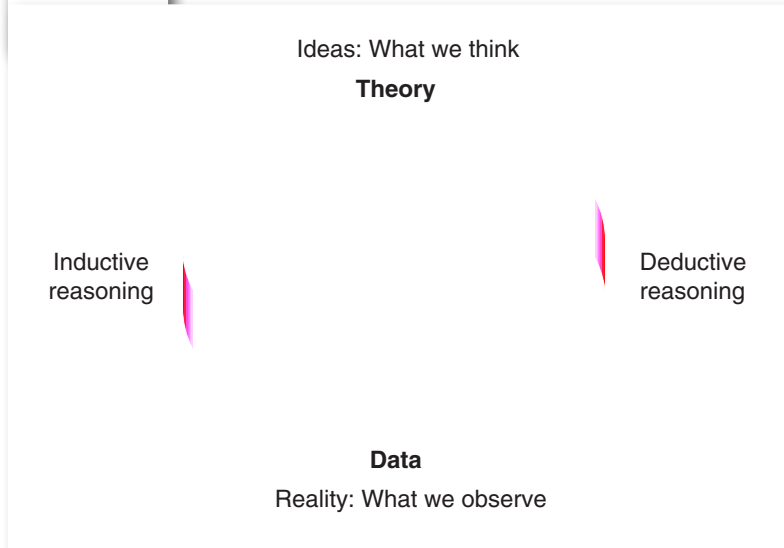 Ideas: What we think
Theory
Inductive
reasoning
Deductive
reasoning
Data
Reality: What we observe